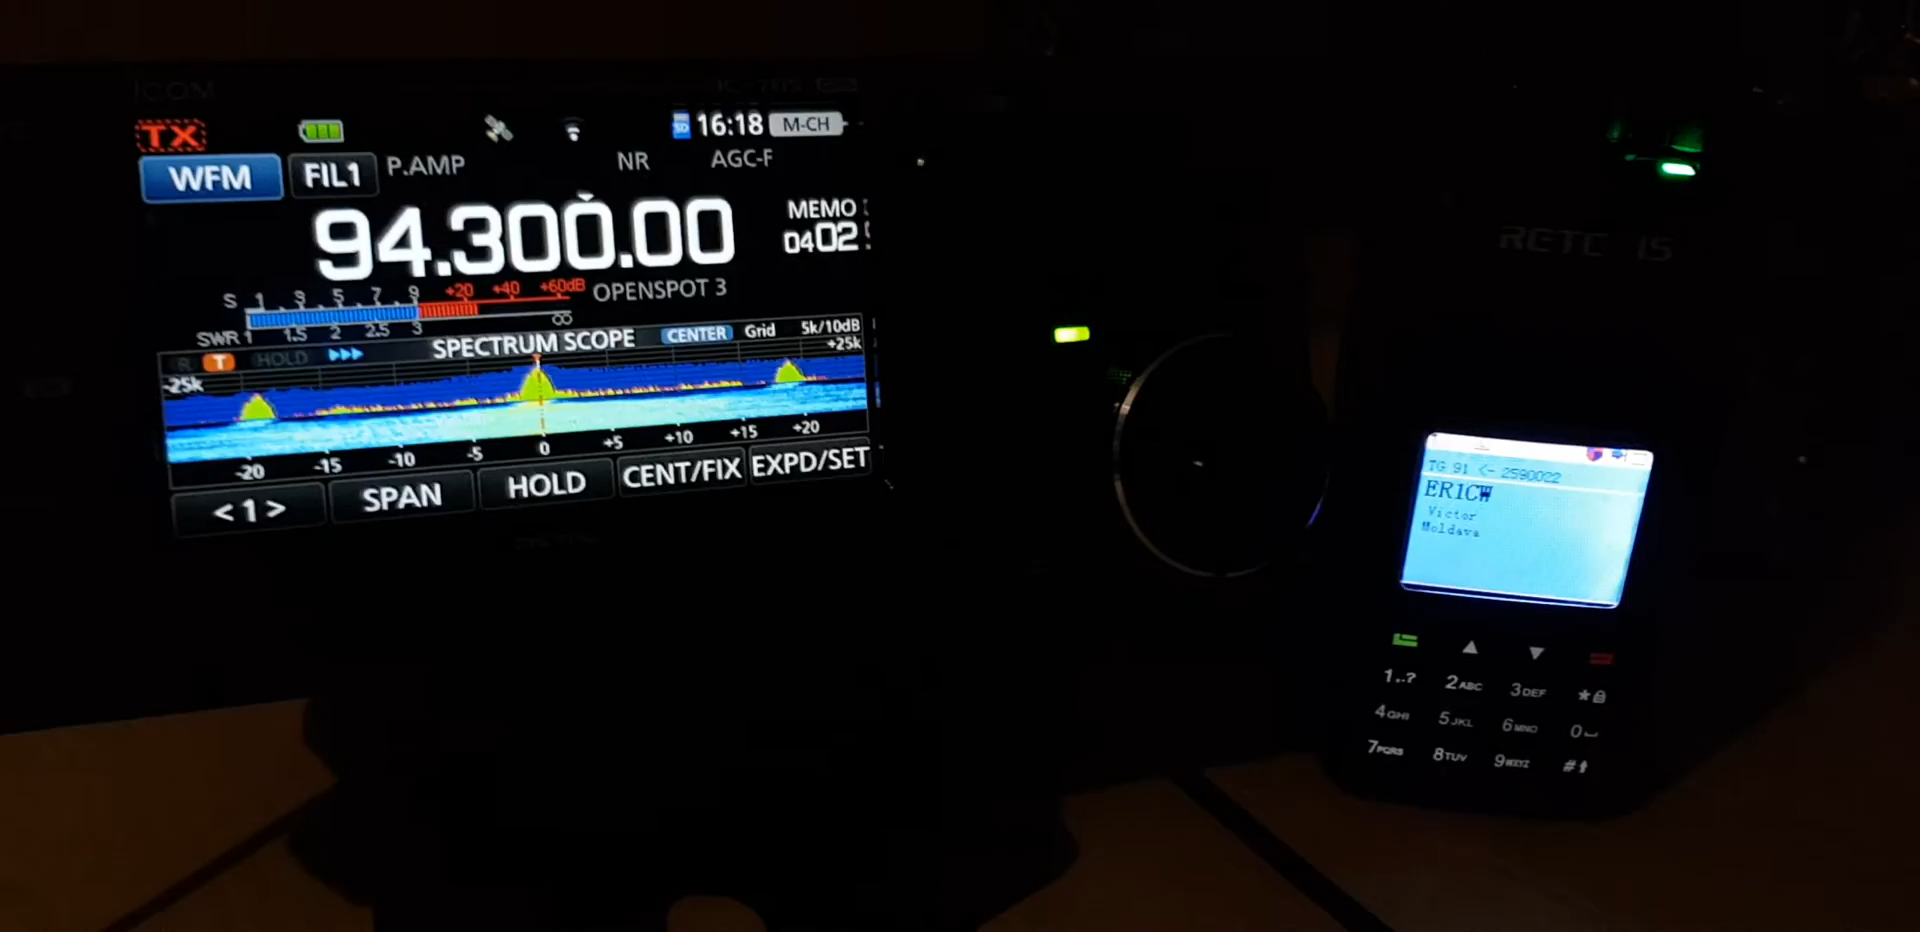 ICOM
TX 16:18 M-CH
WFM FIL1 P.AMP NR AGC-F
94.300.00
MEMO
0402
S 1 3 5 7 9 +20 +40 +60dB OPENSPOT 3
SWR 1 1.5 2 2.5 3 ∞
T HOLD SPECTRUM SCOPE CENTER Grid 5k/10dB
-25k +25k
-20 -15 -10 -5 0 +5 +10 +15 +20
<1> SPAN HOLD CENT/FIX EXPD/SET
TG 91 <- 2590022
ER1CW
Victor
Moldava
1..? 2ABC 3DEF *
4GHI 5JKL 6MNO 0
7PQRS 8TUV 9WXYZ #